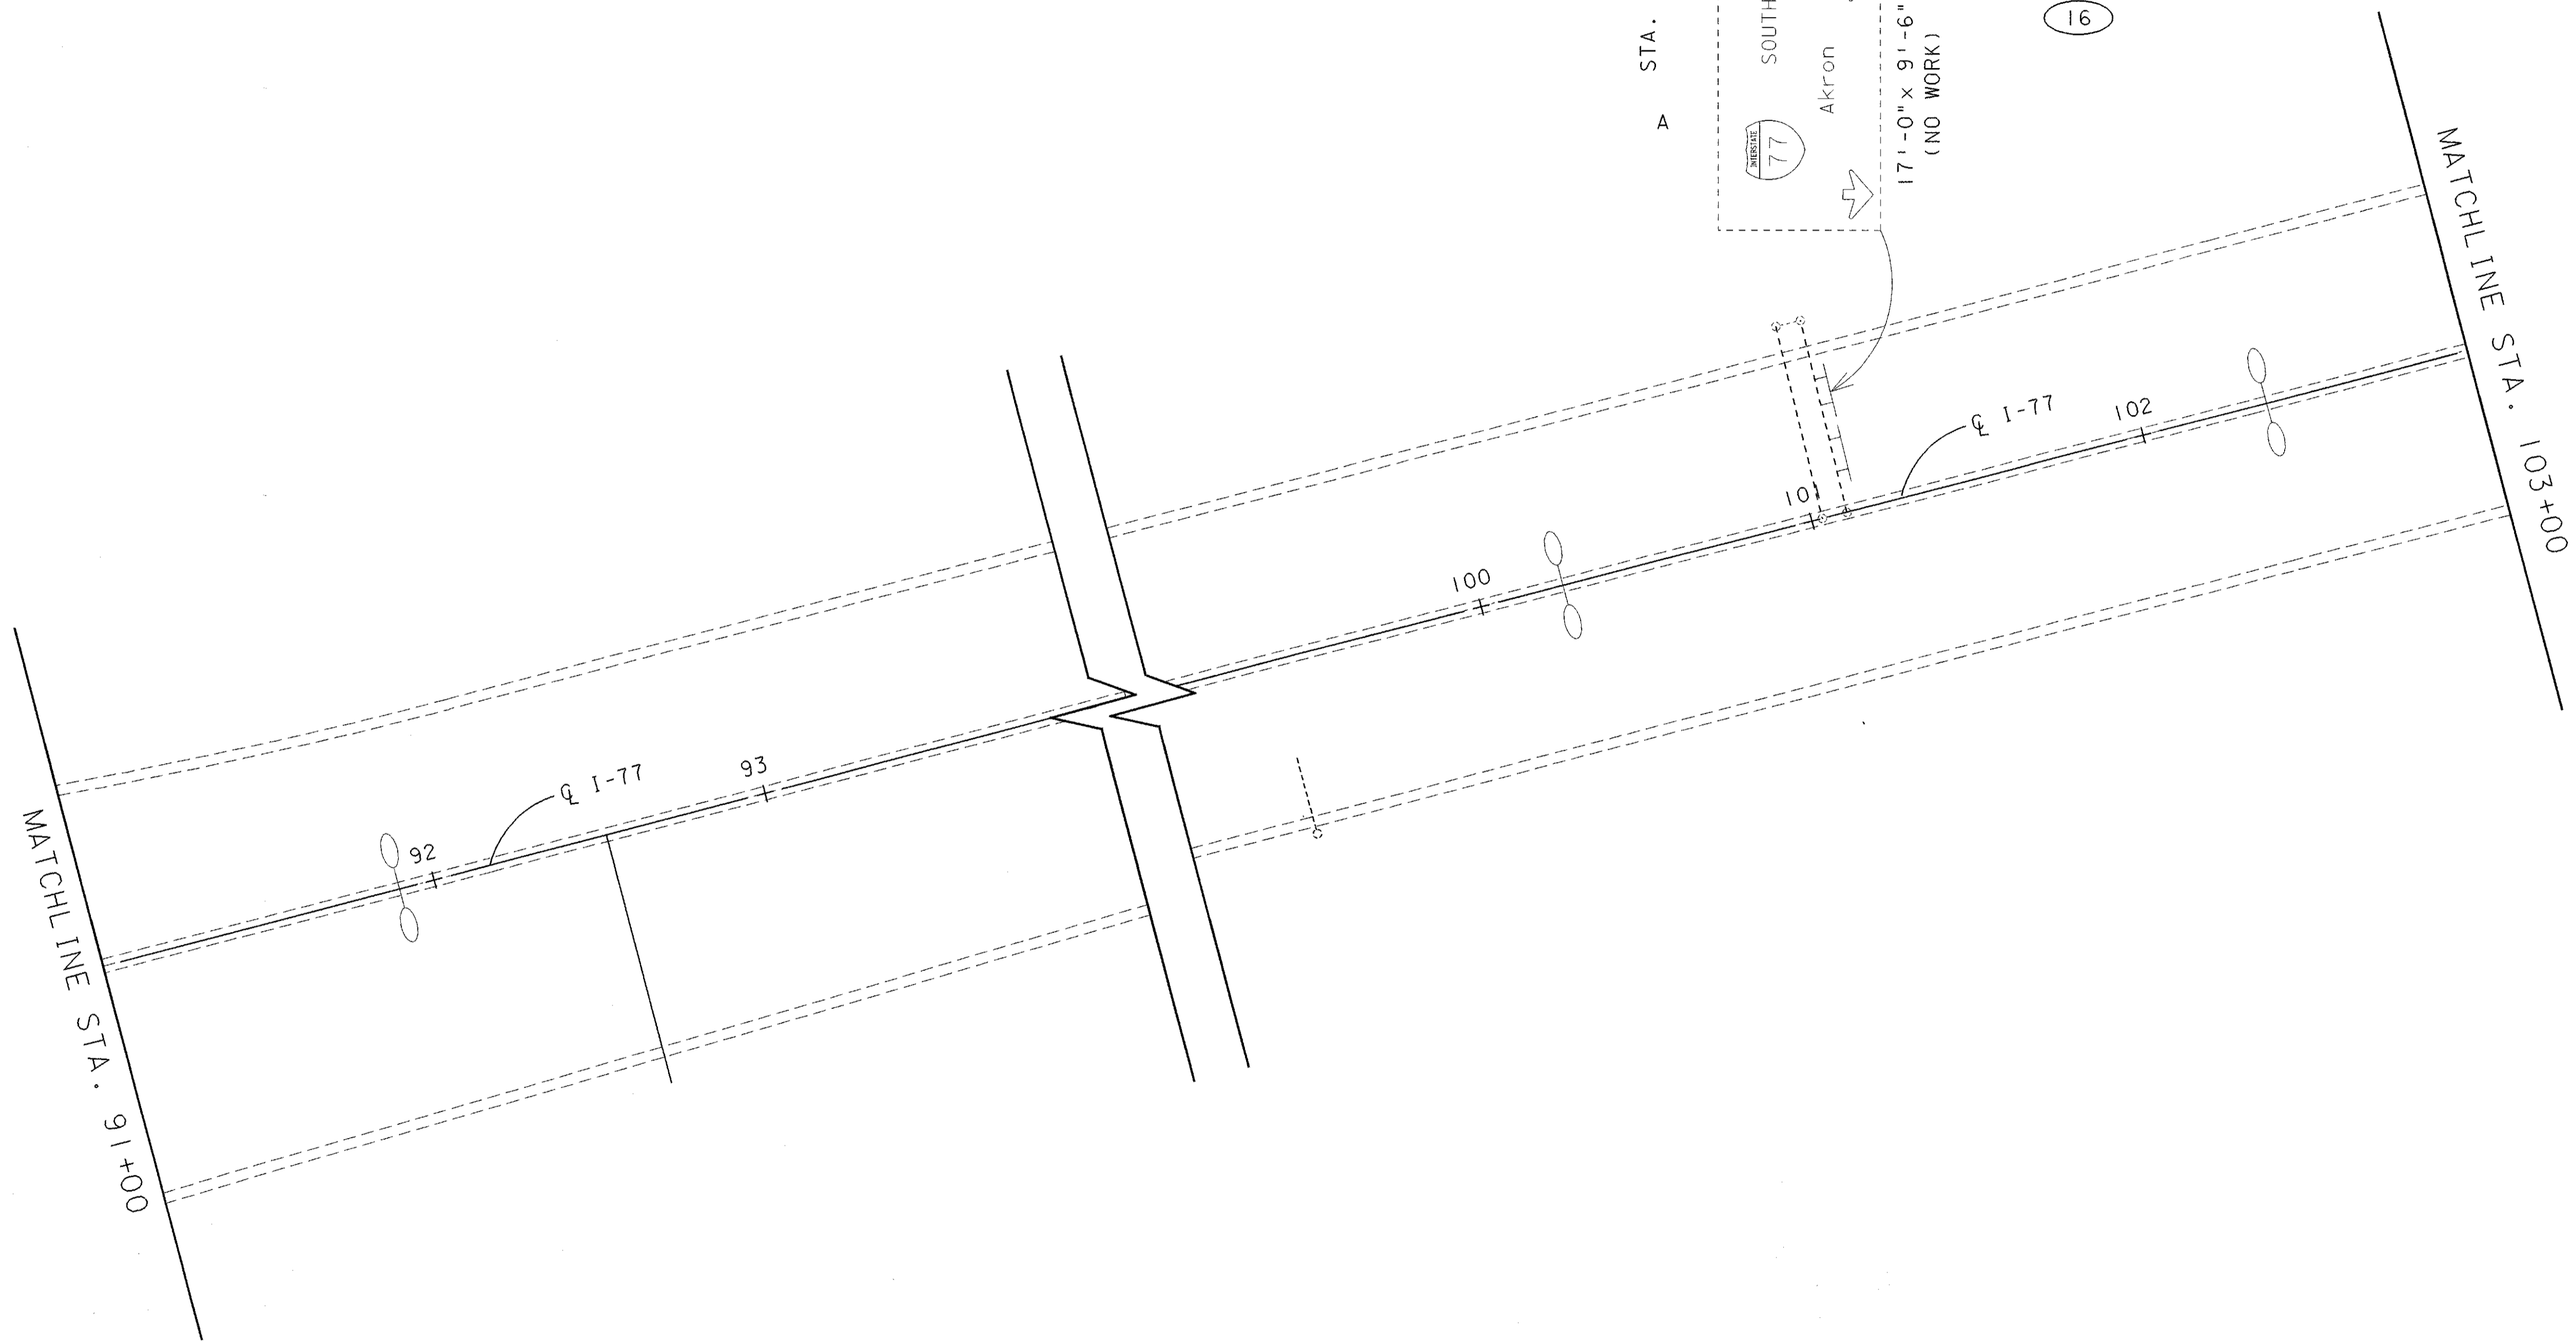 STA.
A
SOUTH
INTERSTATE
77
Akron
17'-0" x 9'-6"
(NO WORK)
16
MATCHLINE STA. 103+00
102
℄ I-77
101
100
93
℄ I-77
92
MATCHLINE STA. 91+00